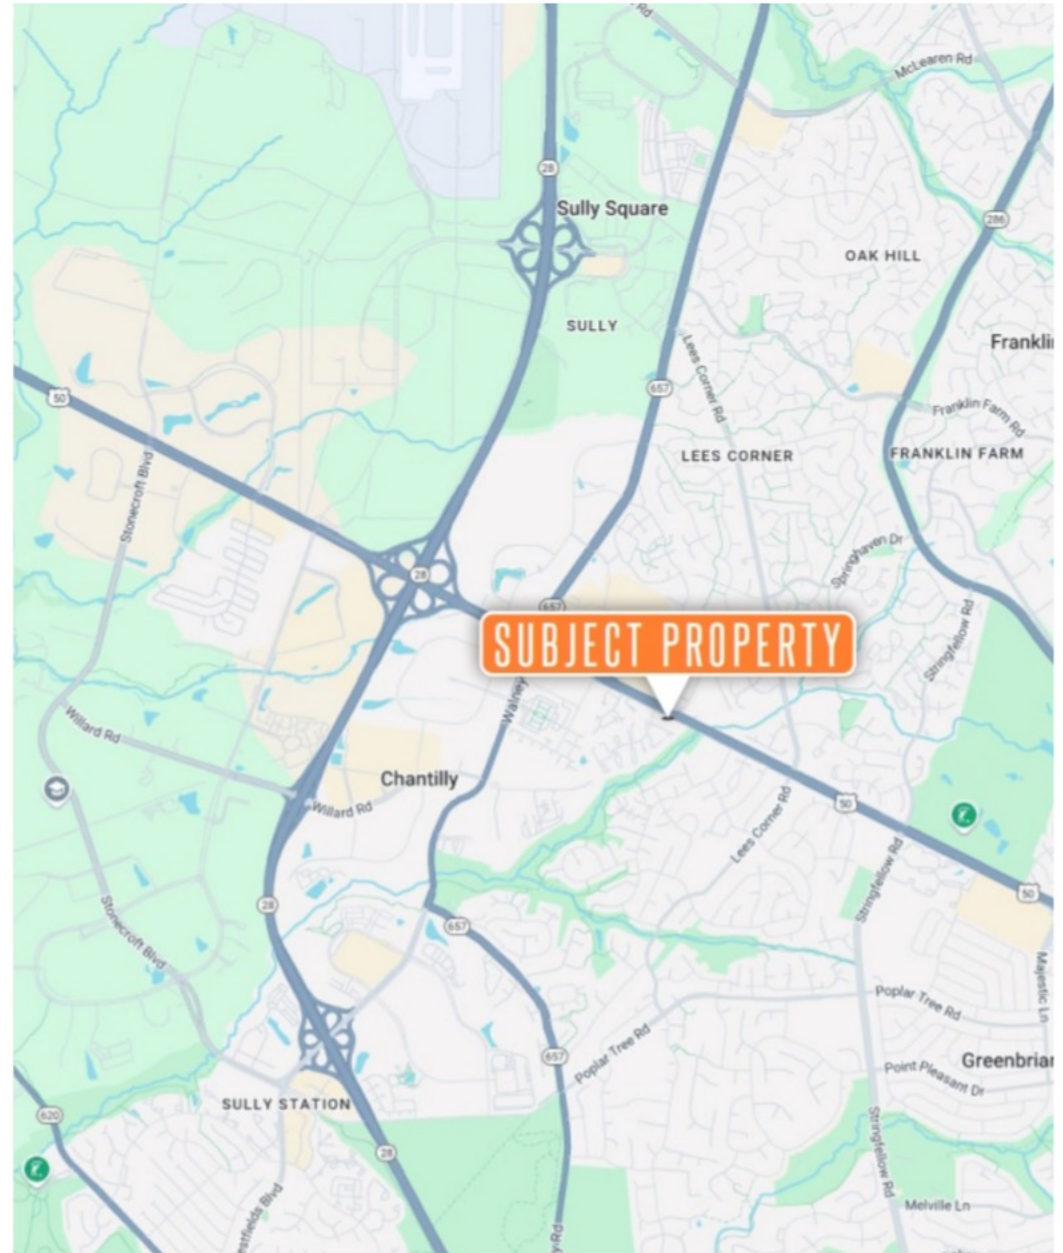 Rd
McLearen Rd
28
Sully Square
286
OAK HILL
SULLY
Lees Corner Rd
657
50
Franklin Farm Rd
LEES CORNER
FRANKLIN FARM
Stonecroft Blvd
Springhaven Dr
28
657
Stringfellow Rd
SUBJECT PROPERTY
Walney
Willard Rd
Chantilly
Willard Rd
50
Lees Corner Rd
Stringfellow Rd
50
28
657
Stonecroft Blvd
Majestic Ln
Poplar Tree Rd
Poplar Tree Rd
657
Greenbriar
Point Pleasant Dr
620
SULLY STATION
28
Stringfellow Rd
Melville Ln